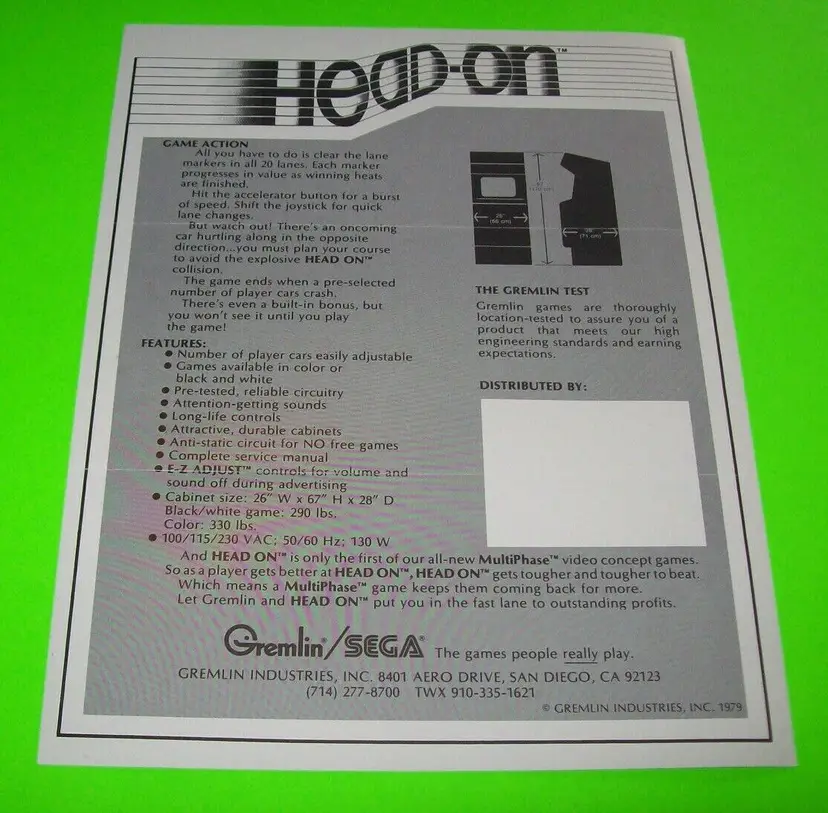 HEAD-ON™
GAME ACTION
All you have to do is clear the lane
markers in all 20 lanes. Each marker
progresses in value as winning heats
are finished.
Hit the accelerator button for a burst
of speed. Shift the joystick for quick
lane changes.
But watch out! There's an oncoming
car hurtling along in the opposite
direction...you must plan your course
to avoid the explosive HEAD ON™
collision.
The game ends when a pre-selected
number of player cars crash.
There's even a built-in bonus, but
you won't see it until you play
the game!
FEATURES:
● Number of player cars easily adjustable
● Games available in color or
black and white
● Pre-tested, reliable circuitry
● Attention-getting sounds
● Long-life controls
● Attractive, durable cabinets
● Anti-static circuit for NO free games
● Complete service manual
● E-Z ADJUST™ controls for volume and
sound off during advertising
● Cabinet size: 26" W x 67" H x 28" D
Black/white game: 290 lbs.
Color: 330 lbs.
● 100/115/230 VAC; 50/60 Hz; 130 W
26"
(66 cm)
28"
(71 cm)
THE GREMLIN TEST
Gremlin games are thoroughly
location-tested to assure you of a
product that meets our high
engineering standards and earning
expectations.
DISTRIBUTED BY:
And HEAD ON™ is only the first of our all-new MultiPhase™ video concept games.
So as a player gets better at HEAD ON™, HEAD ON™ gets tougher and tougher to beat.
Which means a MultiPhase™ game keeps them coming back for more.
Let Gremlin and HEAD ON™ put you in the fast lane to outstanding profits.
Gremlin®/SEGA® The games people really play.
GREMLIN INDUSTRIES, INC. 8401 AERO DRIVE, SAN DIEGO, CA 92123
(714) 277-8700 TWX 910-335-1621
© GREMLIN INDUSTRIES, INC. 1979